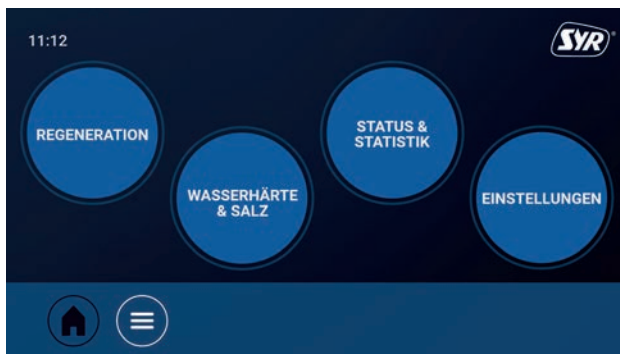 11:12
SYR®
REGENERATION
WASSERHÄRTE
& SALZ
STATUS &
STATISTIK
EINSTELLUNGEN